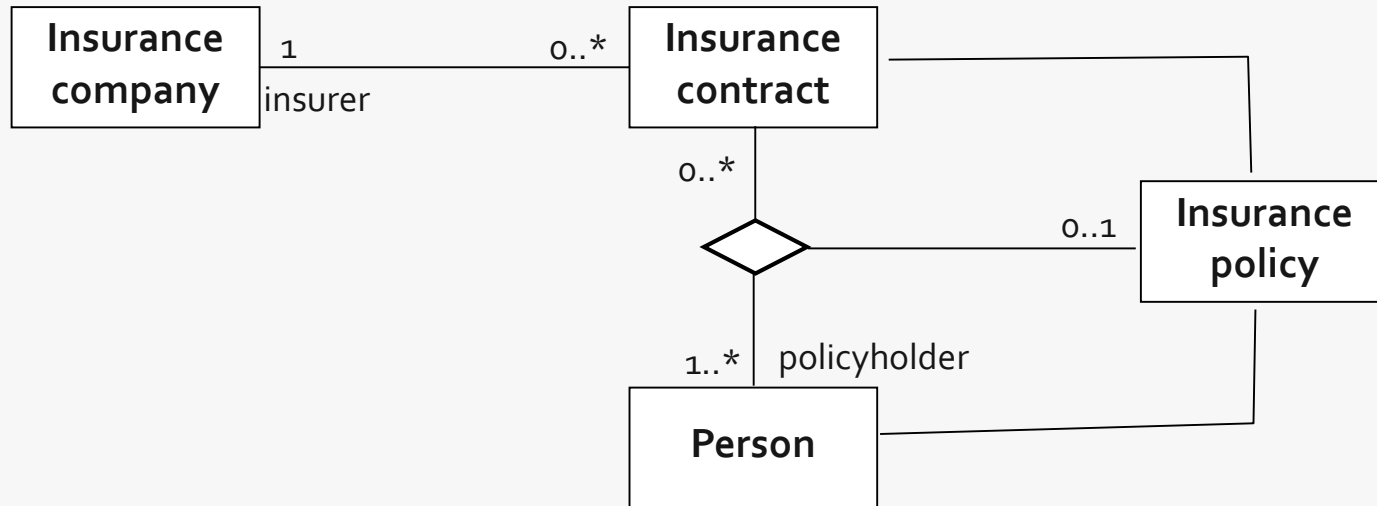 Insurance
company
1
insurer
0..*
Insurance
contract
0..*
0..1
Insurance
policy
1..*
policyholder
Person